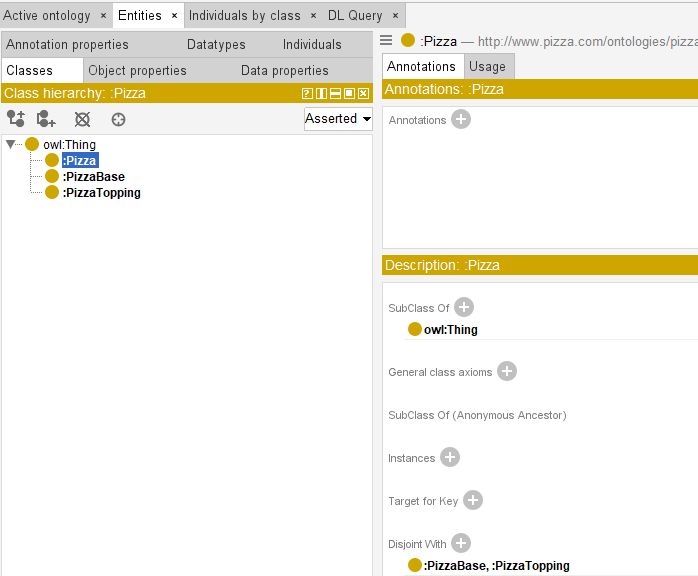 Active ontology × Entities × Individuals by class × DL Query ×
Annotation properties Datatypes Individuals
Classes Object properties Data properties
Class hierarchy: :Pizza
Asserted
owl:Thing
:Pizza
:PizzaBase
:PizzaTopping
:Pizza — http://www.pizza.com/ontologies/pizza
Annotations Usage
Annotations: :Pizza
Annotations
Description: :Pizza
SubClass Of
owl:Thing
General class axioms
SubClass Of (Anonymous Ancestor)
Instances
Target for Key
Disjoint With
:PizzaBase, :PizzaTopping